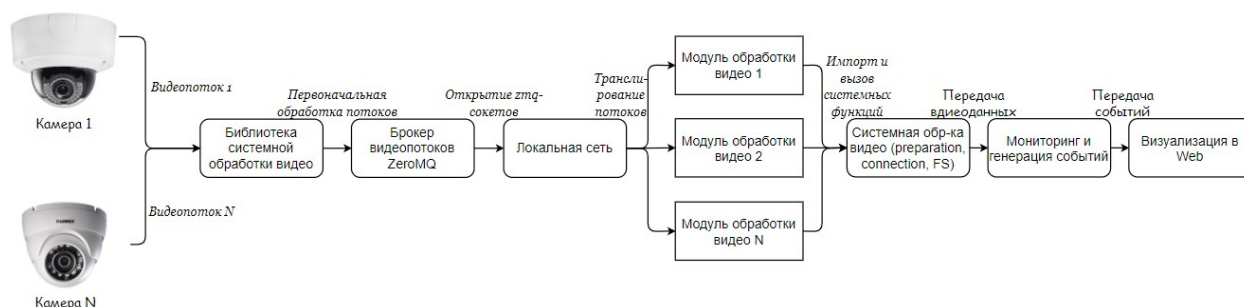 Камера 1
Видеопоток 1
Видеопоток N
Камера N
Библиотека
системной
обработки видео
Первоначальная
обработка потоков
Брокер
видеопотоков
ZeroMQ
Открытие zmq-
сокетов
Локальная сеть
Трансли-
рование
потоков
Модуль обработки
видео 1
Модуль обработки
видео 2
Модуль обработки
видео N
Импорт и
вызов
системных
функций
Системная обр-ка
видео (preparation,
connection, FS)
Передача
вдиеоданных
Мониторинг и
генерация событий
Передача
событий
Визуализация в
Web